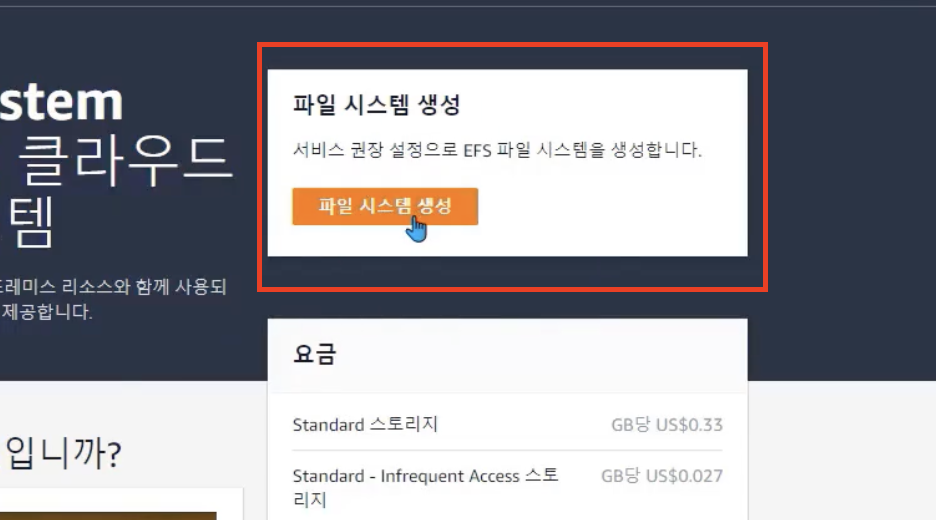 stem
클라우드
템
프레미스 리소스와 함께 사용되
제공합니다.
파일 시스템 생성
서비스 권장 설정으로 EFS 파일 시스템을 생성합니다.
파일 시스템 생성
요금
Standard 스토리지 GB당 US$0.33
Standard - Infrequent Access 스토 GB당 US$0.027
리지
입니까?